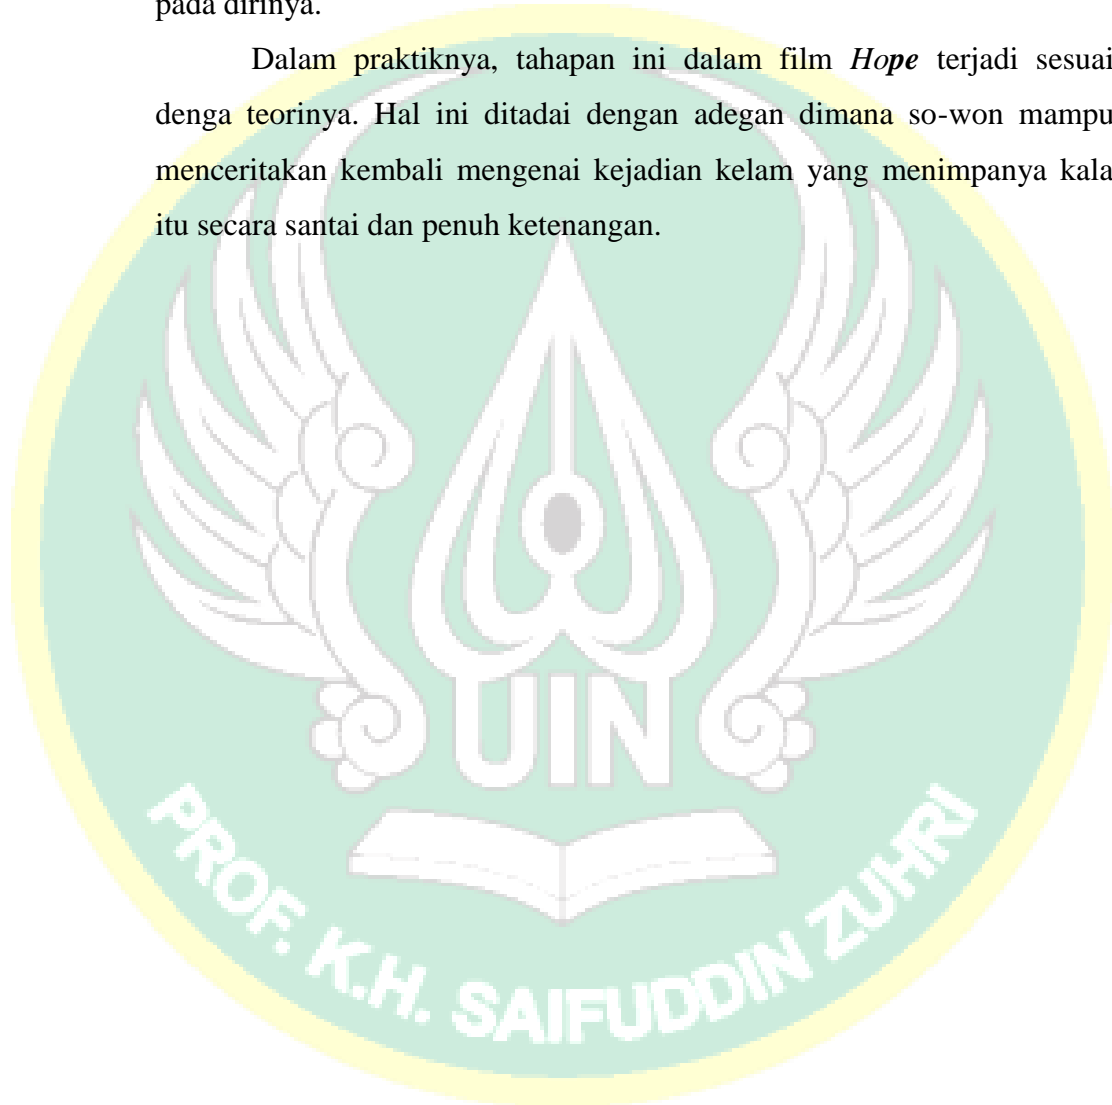 pada dirinya.
Dalam praktiknya, tahapan ini dalam film Hope terjadi sesuai
denga teorinya. Hal ini ditadai dengan adegan dimana so-won mampu
menceritakan kembali mengenai kejadian kelam yang menimpanya kala
itu secara santai dan penuh ketenangan.
UIN
PROF. K.H. SAIFUDDIN ZUHRI